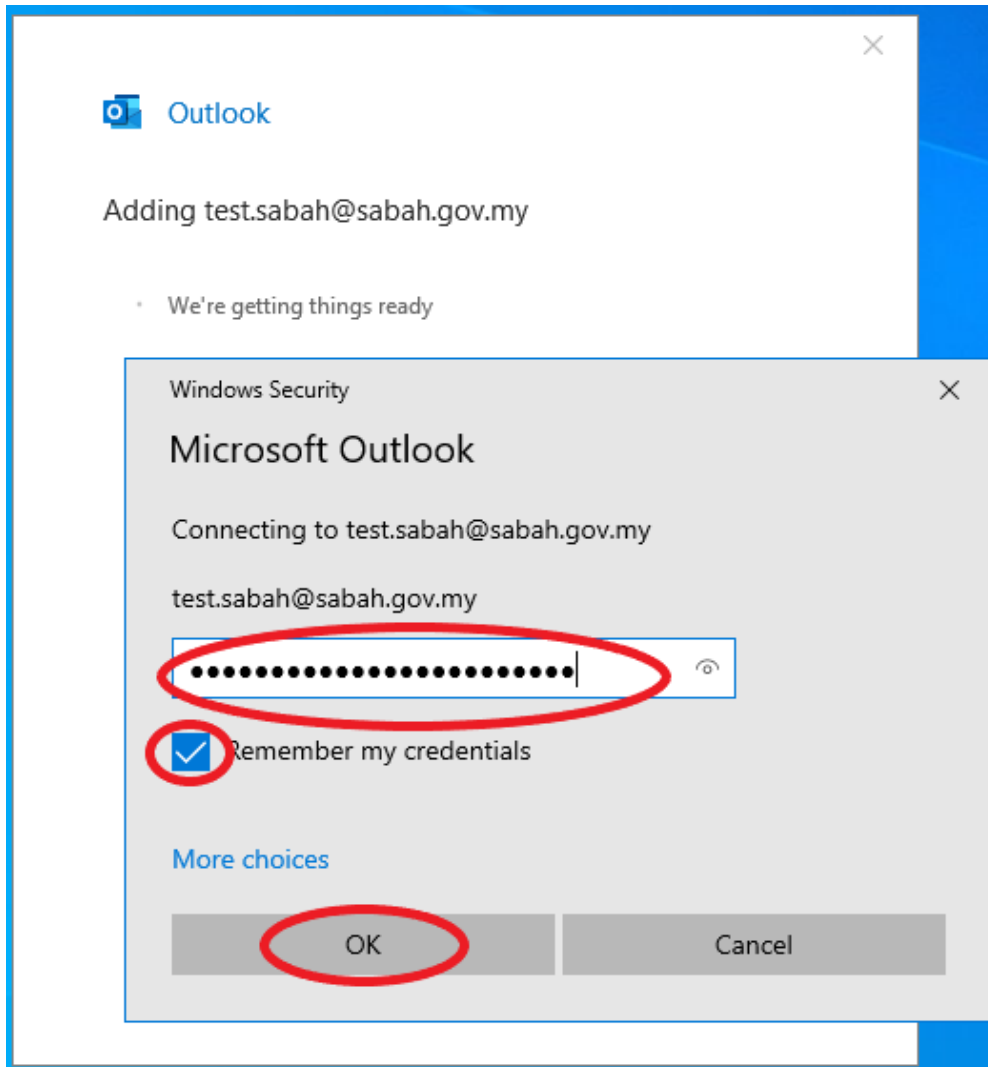 Outlook
Adding test.sabah@sabah.gov.my
We're getting things ready
Windows Security
Microsoft Outlook
Connecting to test.sabah@sabah.gov.my
test.sabah@sabah.gov.my
●●●●●●●●●●●●●●●●●●●●●●●●
Remember my credentials
More choices
OK
Cancel